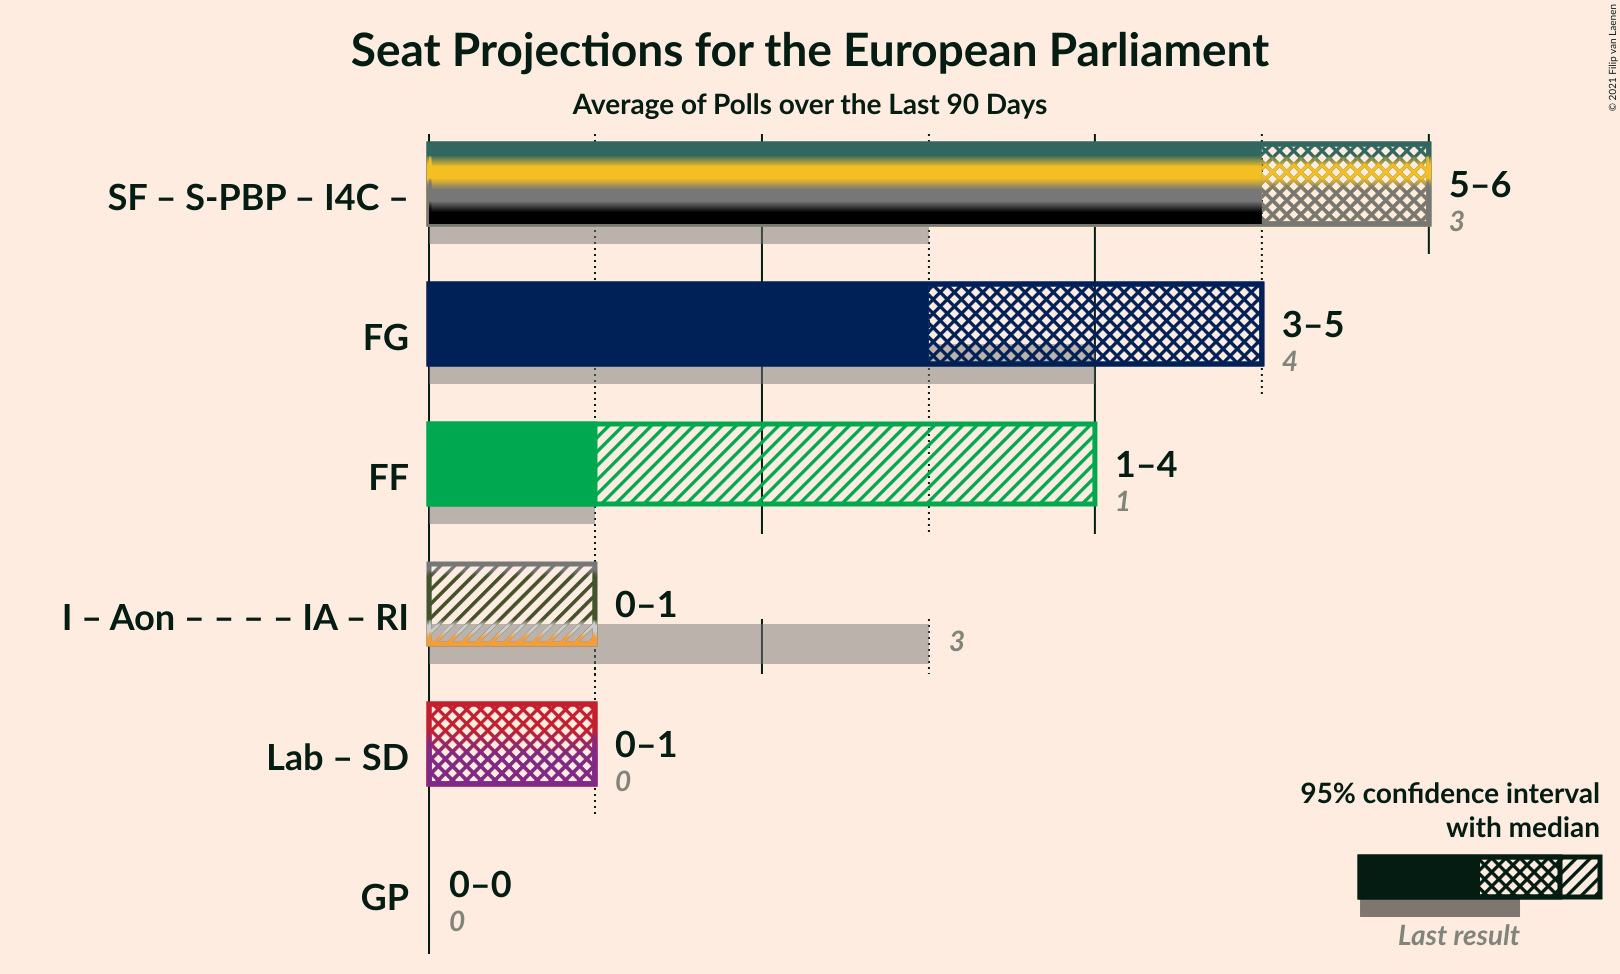 Seat Projections for the European Parliament
Average of Polls over the Last 90 Days
© 2021 Filip van Laenen
SF – S-PBP – I4C –
5–6
3
FG
3–5
4
FF
1–4
1
I – Aon – – – – IA – RI
0–1
3
Lab – SD
0–1
0
GP
0–0
0
95% confidence interval
with median
Last result